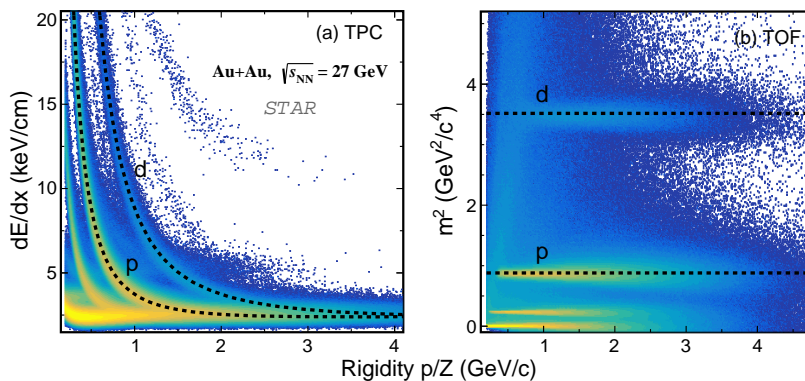 (a) TPC
Au+Au, √sNN = 27 GeV
STAR
d
p
dE/dx (keV/cm)
20
15
10
5
1
2
3
4
(b) TOF
d
p
m2 (GeV2/c4)
4
2
0
1
2
3
4
Rigidity p/Z (GeV/c)